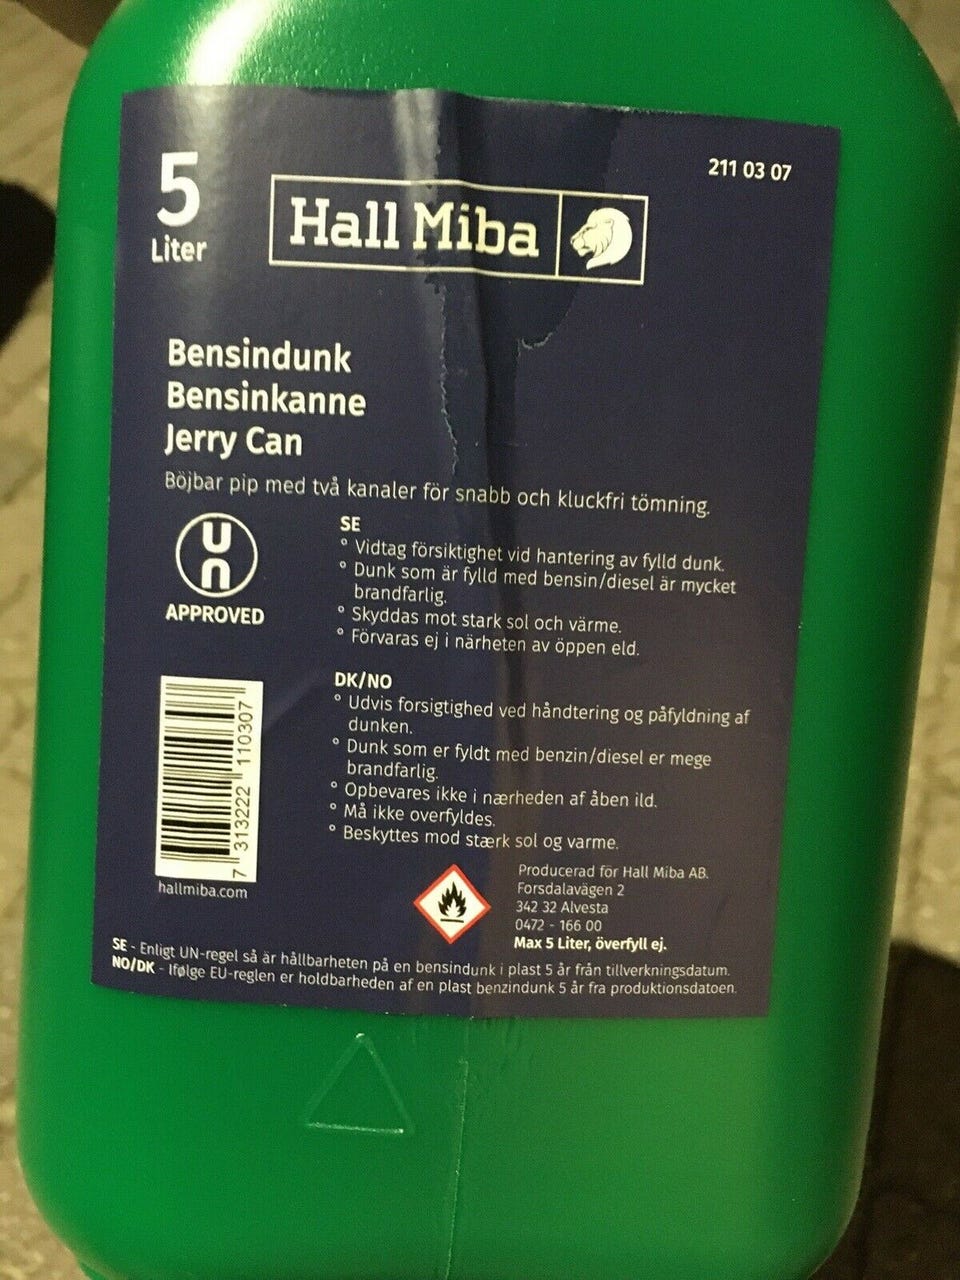 5
Liter
Hall Miba
211 03 07
Bensindunk
Bensinkanne
Jerry Can
Böjbar pip med två kanaler för snabb och kluckfri tömning.
UN
APPROVED
SE
° Vidtag försiktighet vid hantering av fylld dunk.
° Dunk som är fylld med bensin/diesel är mycket
brandfarlig.
° Skyddas mot stark sol och värme.
° Förvaras ej i närheten av öppen eld.
DK/NO
° Udvis forsigtighed ved håndtering og påfyldning af
dunken.
° Dunk som er fyldt med benzin/diesel er mege
brandfarlig.
° Opbevares ikke i nærheden af åben ild.
° Må ikke overfyldes.
° Beskyttes mod stærk sol og varme.
7 313222 110307
hallmiba.com
Producerad för Hall Miba AB.
Forsdalavägen 2
342 32 Alvesta
0472 - 166 00
Max 5 Liter, överfyll ej.
SE - Enligt UN-regel så är hållbarheten på en bensindunk i plast 5 år från tillverkningsdatum.
NO/DK - Ifølge EU-reglen er holdbarheden af en plast benzindunk 5 år fra produktionsdatoen.